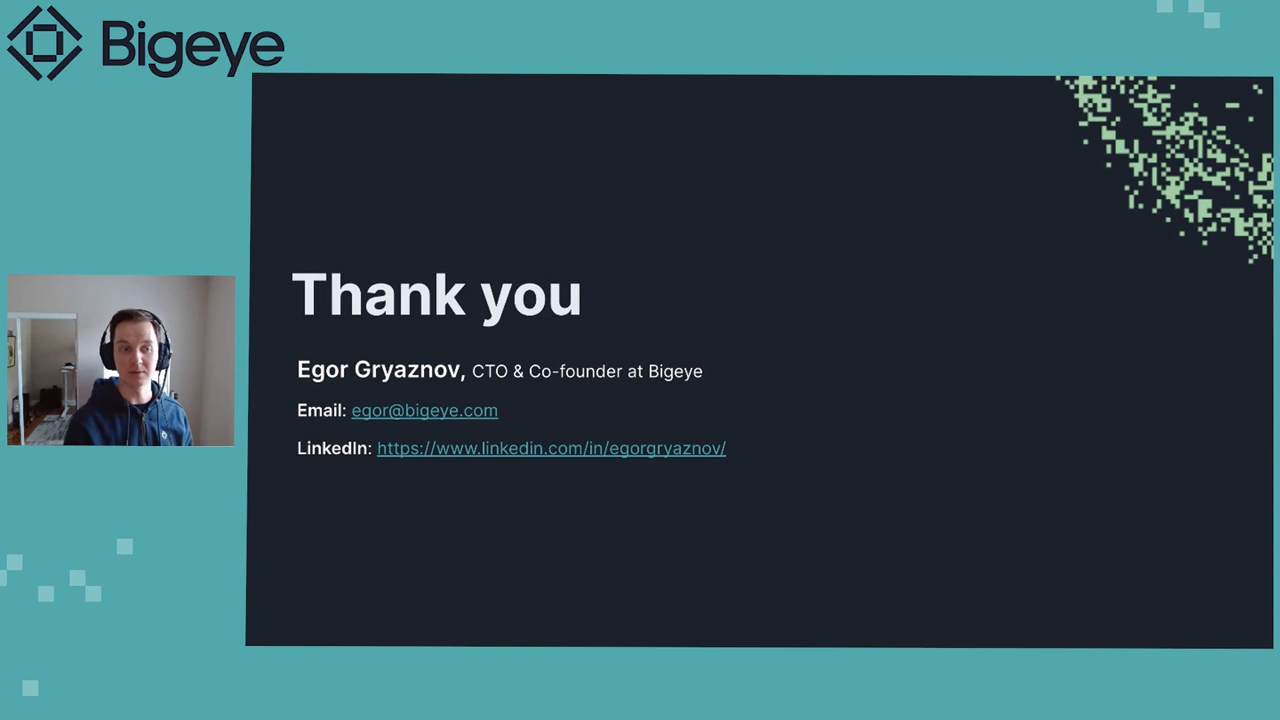 Bigeye
Thank you
Egor Gryaznov, CTO & Co-founder at Bigeye
Email: egor@bigeye.com
LinkedIn: https://www.linkedin.com/in/egorgryaznov/